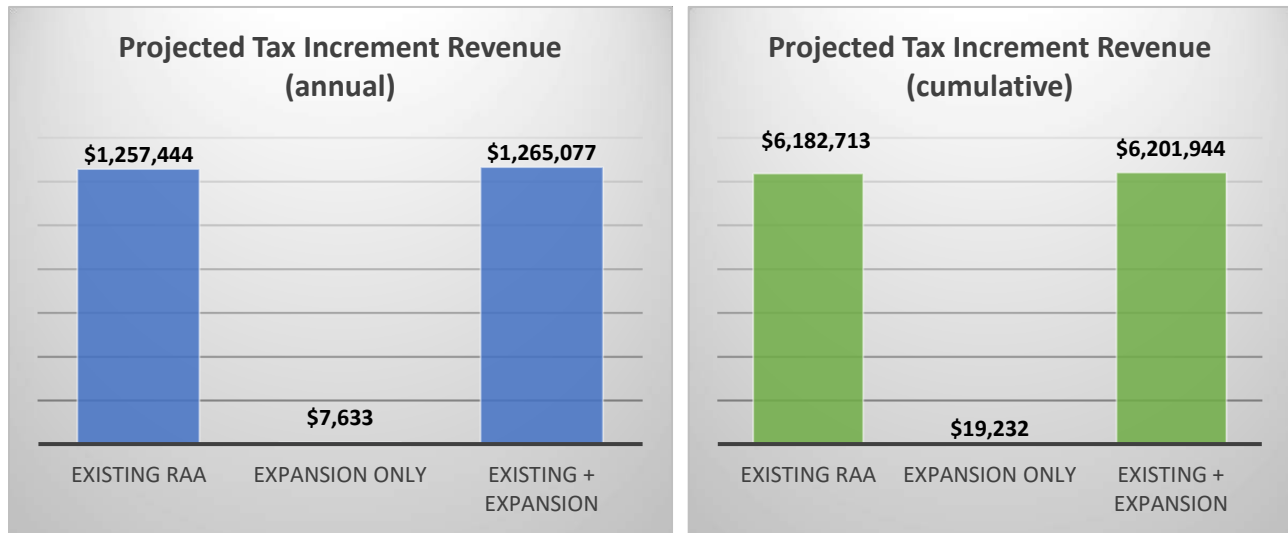 Projected Tax Increment Revenue
(annual)
$1,257,444
$7,633
$1,265,077
EXISTING RAA
EXPANSION ONLY
EXISTING +
EXPANSION
Projected Tax Increment Revenue
(cumulative)
$6,182,713
$19,232
$6,201,944
EXISTING RAA
EXPANSION ONLY
EXISTING +
EXPANSION